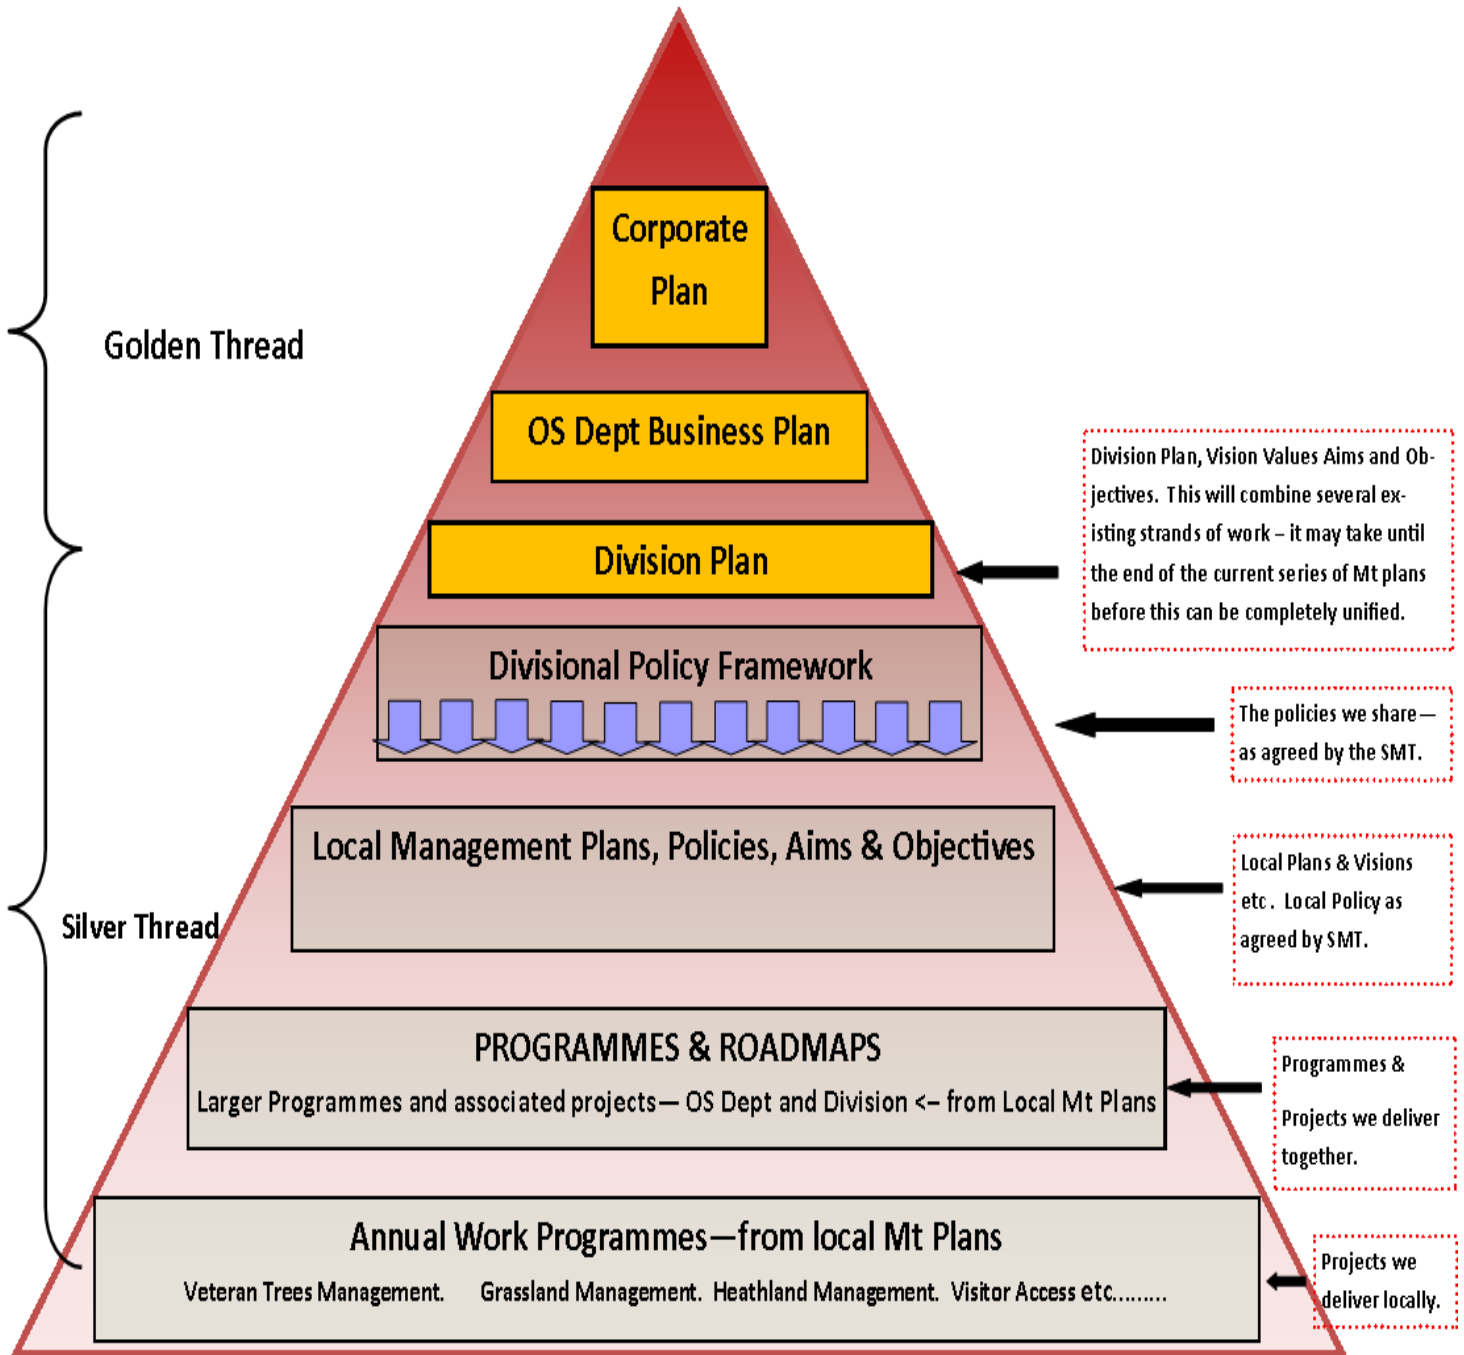 Corporate
Plan
Golden Thread
OS Dept Business Plan
Division Plan
Division Plan, Vision Values Aims and Ob-
jectives. This will combine several ex-
isting strands of work – it may take until
the end of the current series of Mt plans
before this can be completely unified.
Divisional Policy Framework
The policies we share—
as agreed by the SMT.
Local Management Plans, Policies, Aims & Objectives
Local Plans & Visions
etc . Local Policy as
agreed by SMT.
Silver Thread
PROGRAMMES & ROADMAPS
Larger Programmes and associated projects— OS Dept and Division <– from Local Mt Plans
Programmes &
Projects we deliver
together.
Annual Work Programmes—from local Mt Plans
Veteran Trees Management. Grassland Management. Heathland Management. Visitor Access etc.........
Projects we
deliver locally.